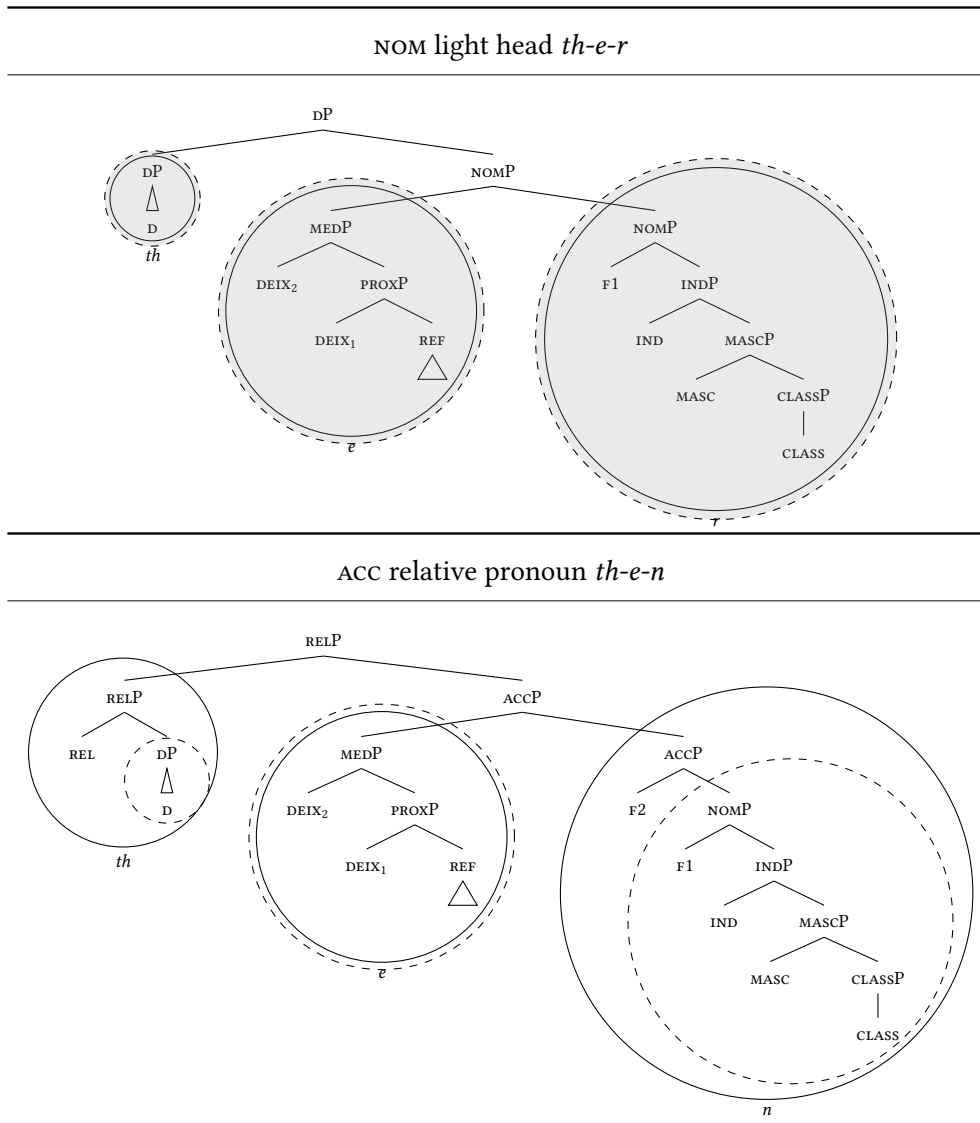 NOM light head th-e-r
DP
DP NOMP
D MEDP NOMP
th
DEIX₂ PROXP F1 INDP
DEIX₁ REF IND MASCP
MASC CLASSP
e CLASS
r
ACC relative pronoun th-e-n
RELP
RELP ACCP
REL DP MEDP ACCP
D DEIX₂ PROXP F2 NOMP
th DEIX₁ REF F1 INDP
IND MASCP
e MASC CLASSP
CLASS
n